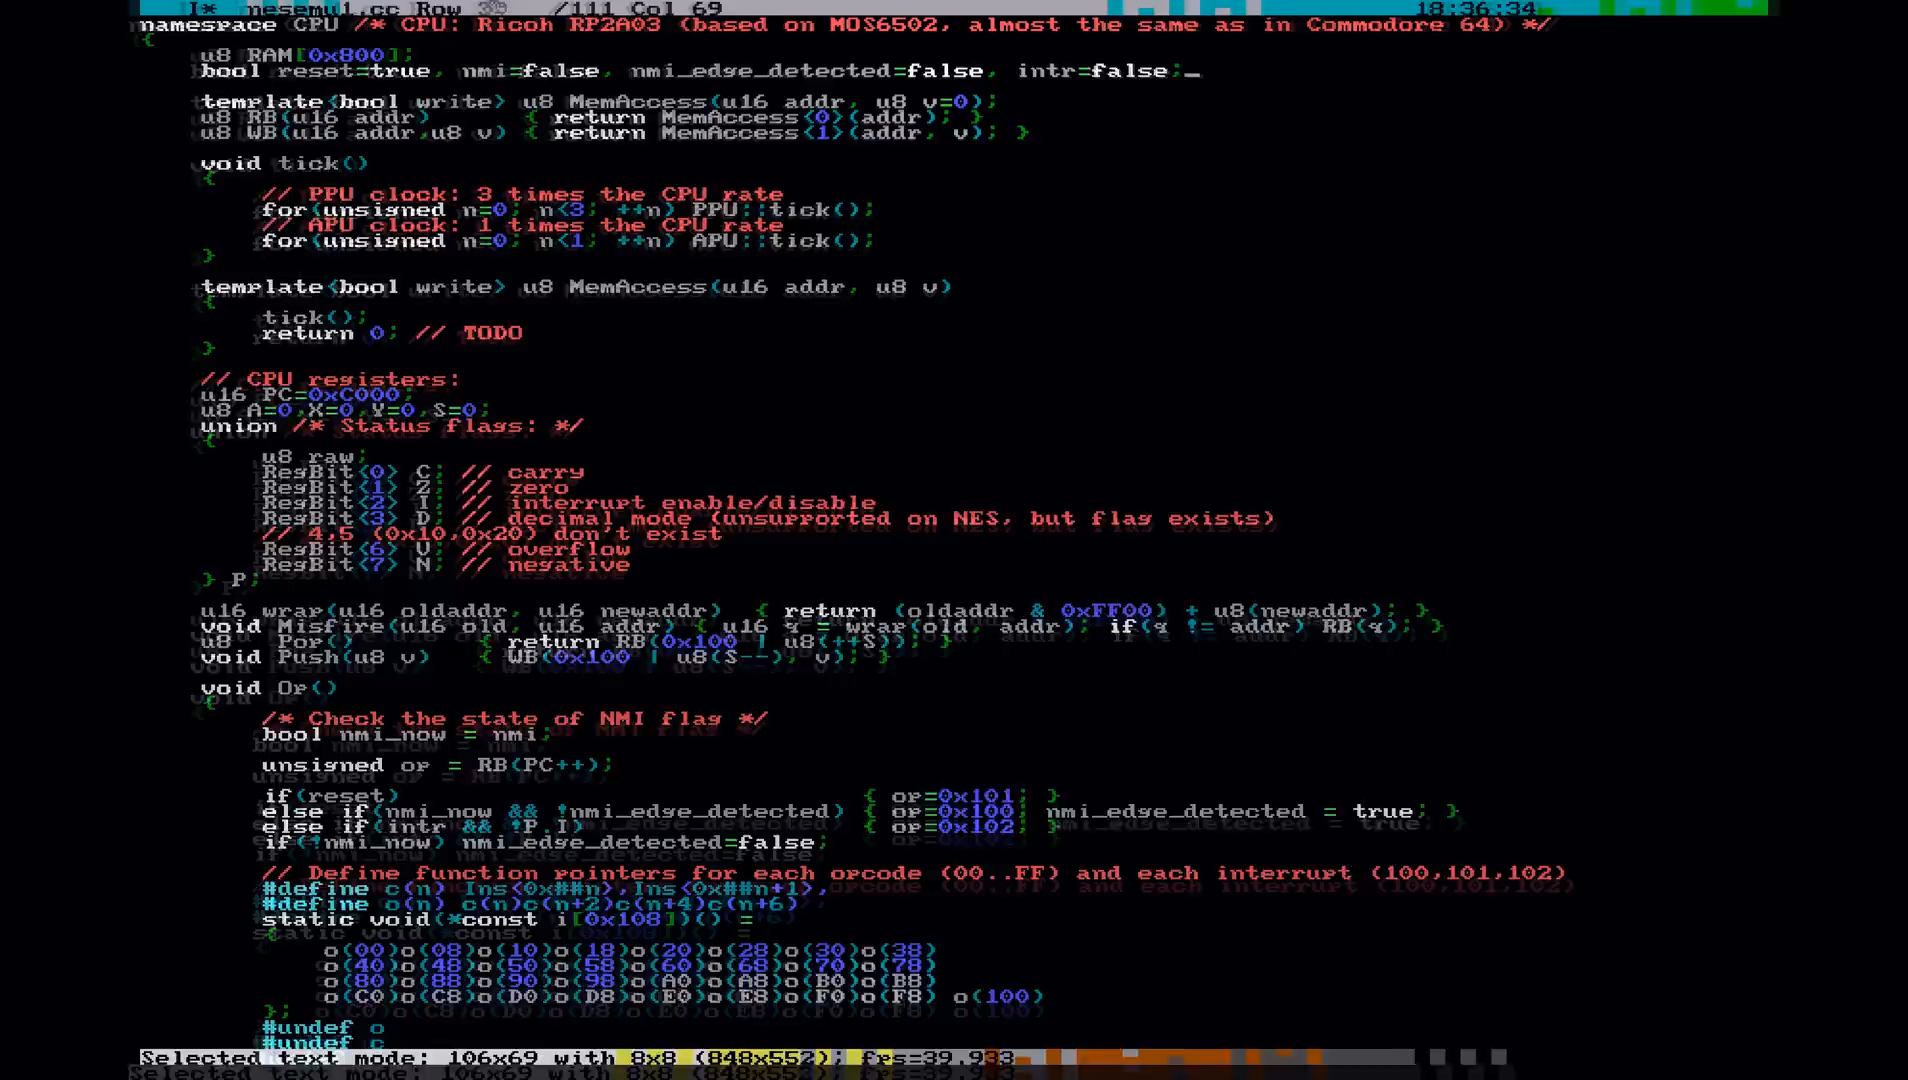 I* nesemu1.cc Row 39 /111 Col 69 18:36:34
namespace CPU /* CPU: Ricoh RP2A03 (based on MOS6502, almost the same as in Commodore 64) */
{
u8 RAM[0x800];
bool reset=true, nmi=false, nmi_edge_detected=false, intr=false;_
template<bool write> u8 MemAccess(u16 addr, u8 v=0);
u8 RB(u16 addr) { return MemAccess<0>(addr); }
u8 WB(u16 addr,u8 v) { return MemAccess<1>(addr, v); }
void tick()
{
// PPU clock: 3 times the CPU rate
for(unsigned n=0; n<3; ++n) PPU::tick();
// APU clock: 1 times the CPU rate
for(unsigned n=0; n<1; ++n) APU::tick();
}
template<bool write> u8 MemAccess(u16 addr, u8 v)
{
tick();
return 0; // TODO
}
// CPU registers:
u16 PC=0xC000;
u8 A=0,X=0,Y=0,S=0;
union /* Status flags: */
{
u8 raw;
RegBit<0> C; // carry
RegBit<1> Z; // zero
RegBit<2> I; // interrupt enable/disable
RegBit<3> D; // decimal mode (unsupported on NES, but flag exists)
// 4,5 (0x10,0x20) don't exist
RegBit<6> V; // overflow
RegBit<7> N; // negative
} P;
u16 wrap(u16 oldaddr, u16 newaddr) { return (oldaddr & 0xFF00) + u8(newaddr); }
void Misfire(u16 old, u16 addr) { u16 q = wrap(old, addr); if(q != addr) RB(q); }
u8 Pop() { return RB(0x100 | u8(++S)); }
void Push(u8 v) { WB(0x100 | u8(S--), v); }
void Op()
{
/* Check the state of NMI flag */
bool nmi_now = nmi;
unsigned op = RB(PC++);
if(reset) { op=0x101; }
else if(nmi_now && !nmi_edge_detected) { op=0x100; nmi_edge_detected = true; }
else if(intr && !P.I) { op=0x102; }
if(!nmi_now) nmi_edge_detected=false;
// Define function pointers for each opcode (00..FF) and each interrupt (100,101,102)
#define c(n) Ins<0x##n>,Ins<0x##n+1>,
#define o(n) c(n)c(n+2)c(n+4)c(n+6)
static void(*const i[0x108])() =
{
o(00)o(08)o(10)o(18)o(20)o(28)o(30)o(38)
o(40)o(48)o(50)o(58)o(60)o(68)o(70)o(78)
o(80)o(88)o(90)o(98)o(A0)o(A8)o(B0)o(B8)
o(C0)o(C8)o(D0)o(D8)o(E0)o(E8)o(F0)o(F8) o(100)
};
#undef o
#undef c
Selected text mode: 106x69 with 8x8 (848x552); fps=39.933